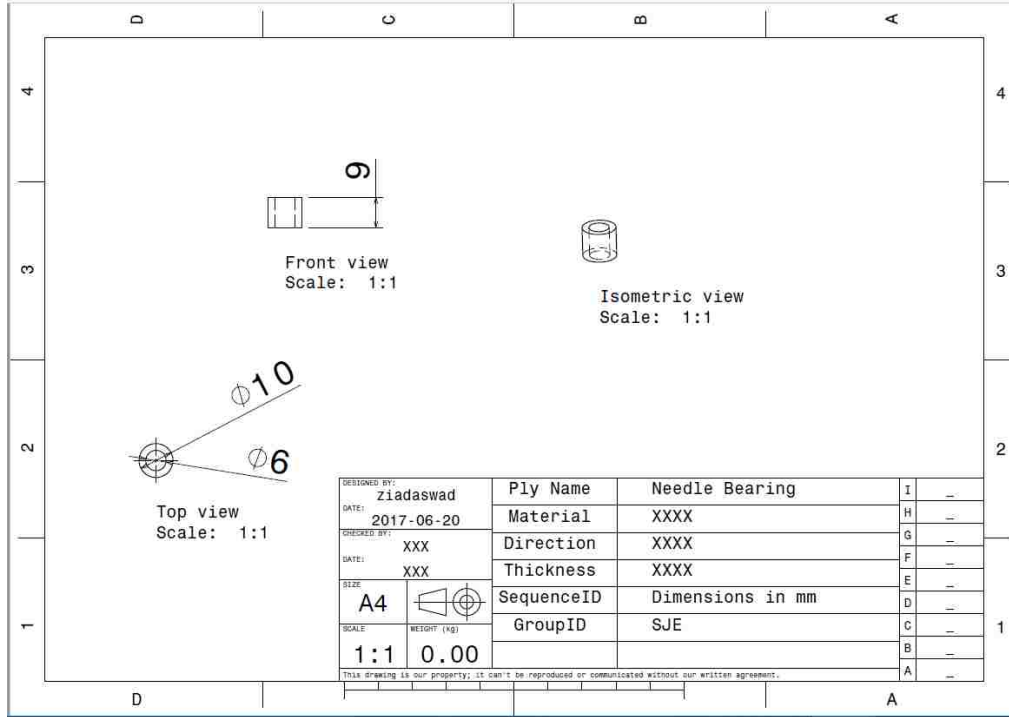 D C B A
4 4
9
Front view
Scale: 1:1
3 3
Isometric view
Scale: 1:1
∅10
∅6
2 2
Top view
Scale: 1:1
DESIGNED BY:
ziadaswad
DATE:
2017-06-20
CHECKED BY:
XXX
DATE:
XXX
SIZE
A4
SCALE
1:1
WEIGHT (kg)
0.00
Ply Name Needle Bearing
Material XXXX
Direction XXXX
Thickness XXXX
SequenceID Dimensions in mm
GroupID SJE
I _
H _
G _
F _
E _
D _
C _
B _
A _
This drawing is our property; it can't be reproduced or communicated without our written agreement.
1 1
D A